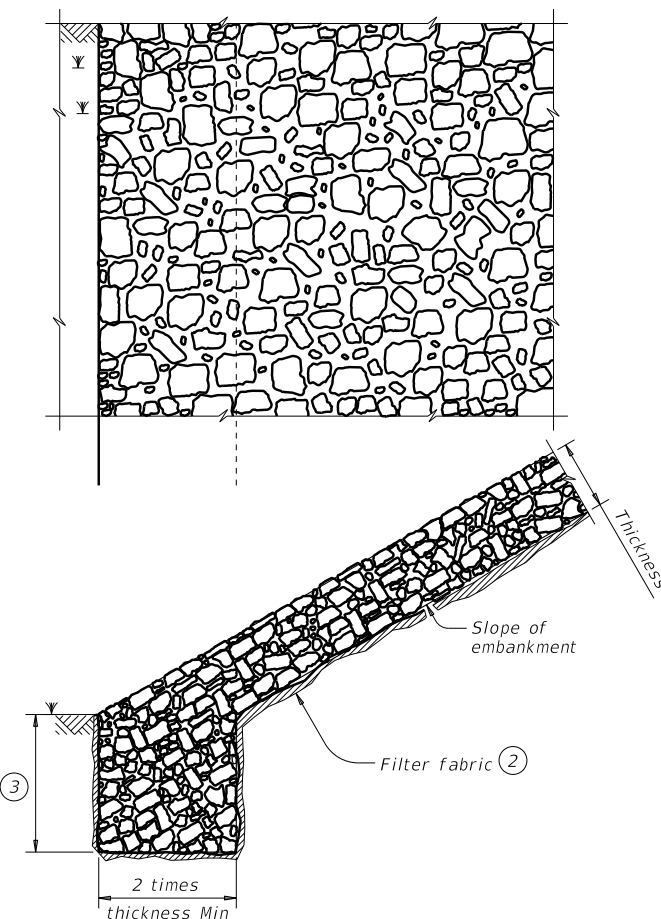 Thickness
Slope of
embankment
Filter fabric 2
3
2 times
thickness Min